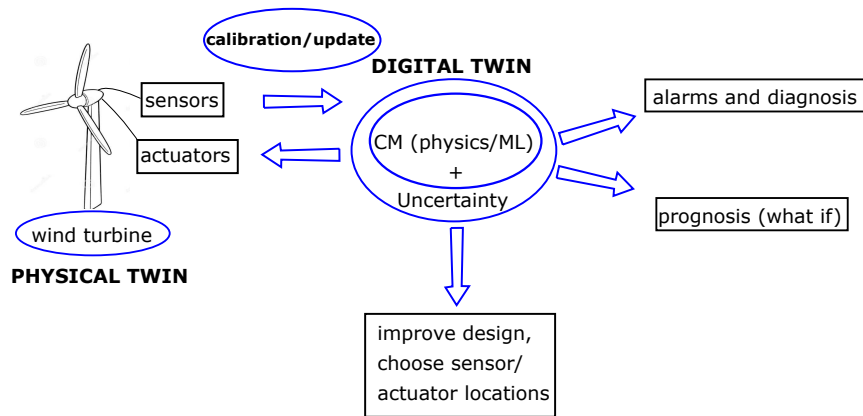 calibration/update
DIGITAL TWIN
sensors
alarms and diagnosis
actuators
CM (physics/ML)
+
Uncertainty
prognosis (what if)
wind turbine
PHYSICAL TWIN
improve design,
choose sensor/
actuator locations